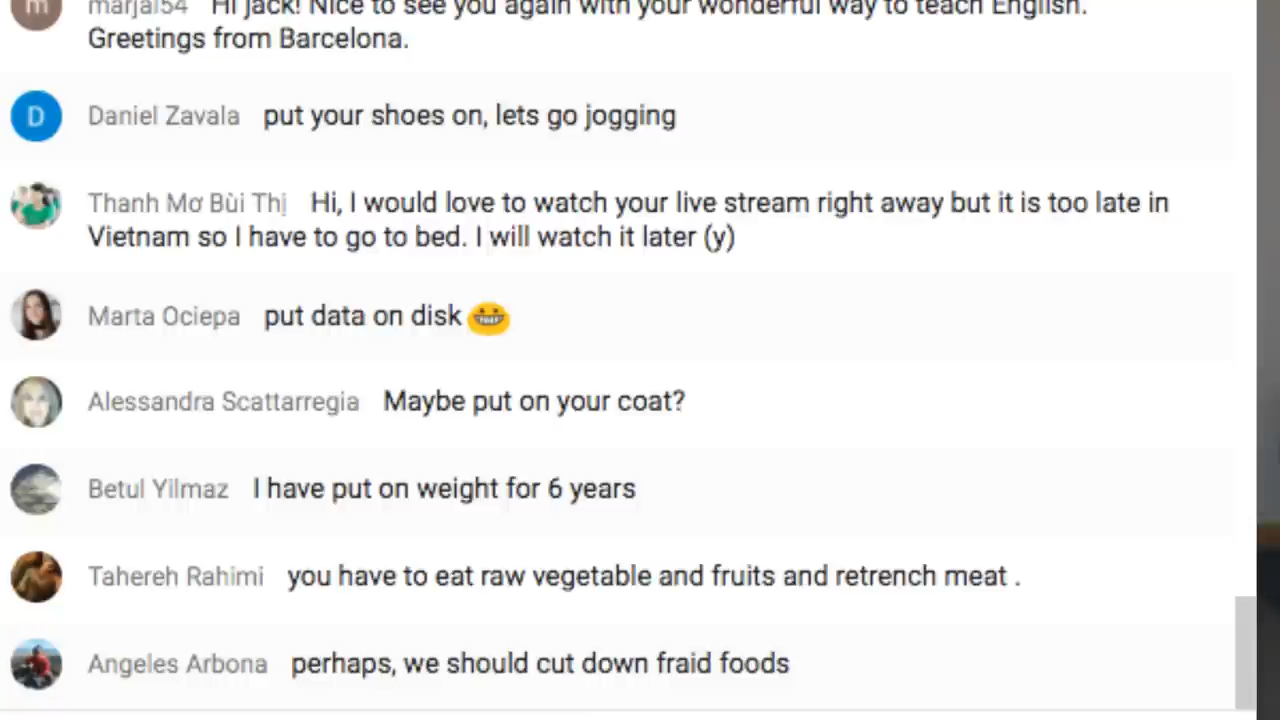 m marjal54 Hi jack! Nice to see you again with your wonderful way to teach English.
Greetings from Barcelona.
D Daniel Zavala put your shoes on, lets go jogging
Thanh Mơ Bùi Thị Hi, I would love to watch your live stream right away but it is too late in
Vietnam so I have to go to bed. I will watch it later (y)
Marta Ociepa put data on disk
Alessandra Scattarregia Maybe put on your coat?
Betul Yilmaz I have put on weight for 6 years
Tahereh Rahimi you have to eat raw vegetable and fruits and retrench meat .
Angeles Arbona perhaps, we should cut down fraid foods